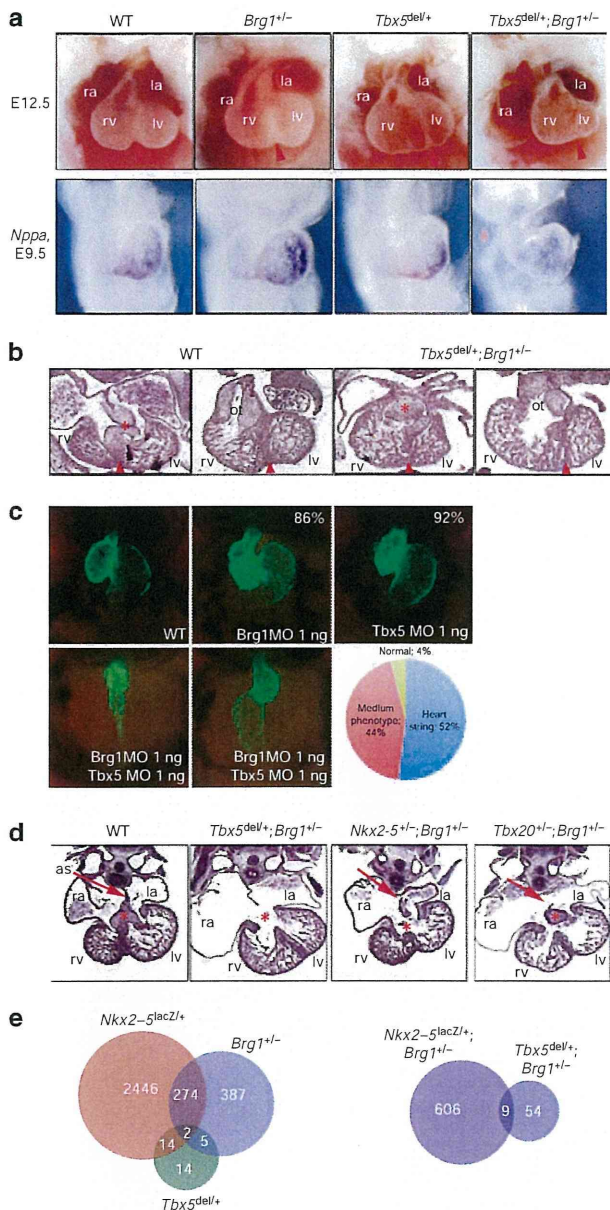 a
WT Brg1+/– Tbx5del/+ Tbx5del/+;Brg1+/–
E12.5
ra la rv lv
la rv lv
ra rv lv
la ra rv lv
Nppa,
E9.5
b
WT Tbx5del/+;Brg1+/–
rv * lv
ot rv lv
* rv lv
ot rv lv
c
86% 92%
WT Brg1MO 1 ng Tbx5 MO 1 ng
Normal; 4%
Medium
phenotype;
44%
Heart
string; 52%
Brg1MO 1 ng
Tbx5 MO 1 ng
Brg1MO 1 ng
Tbx5 MO 1 ng
d
WT Tbx5del/+;Brg1+/– Nkx2-5+/–;Brg1+/– Tbx20+/–;Brg1+/–
as ra la * rv lv
la ra * rv lv
la ra * rv lv
la ra * rv lv
e
Nkx2–5lacZ/+
Brg1+/–
2446 274 387
2
14 5
14
Tbx5del/+
Nkx2–5lacZ/+;
Brg1+/–
Tbx5del/+;
Brg1+/–
606 9 54